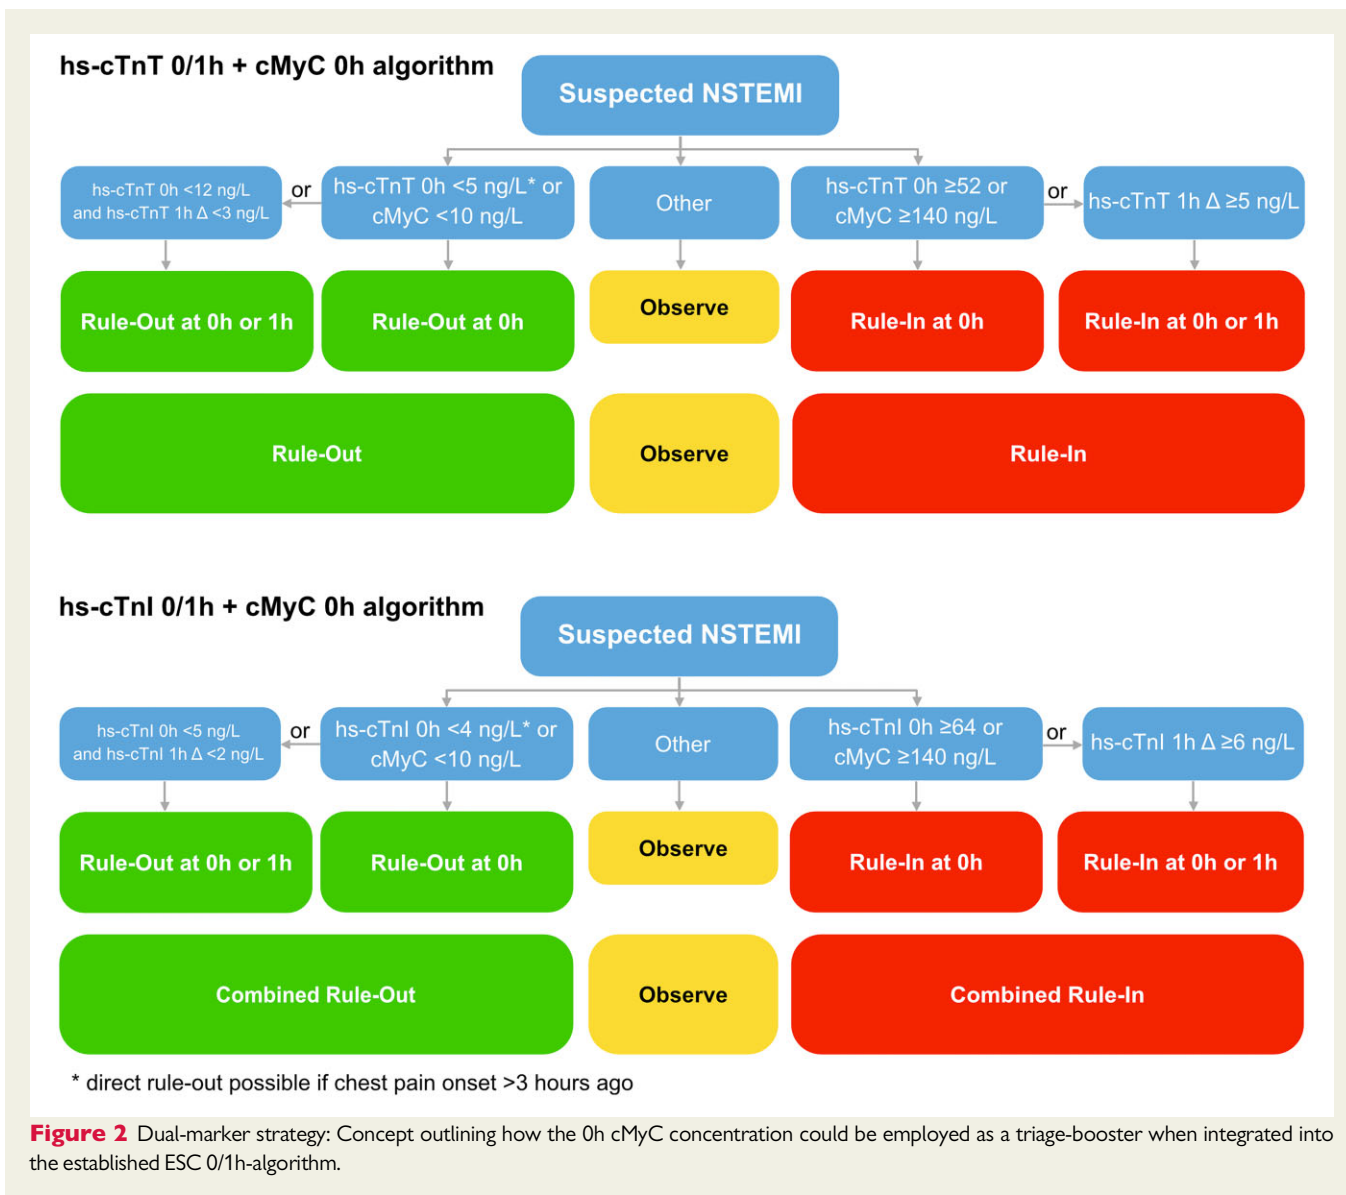 hs-cTnT 0/1h + cMyC 0h algorithm
Suspected NSTEMI
hs-cTnT 0h <12 ng/L
and hs-cTnT 1h Δ <3 ng/L
or
hs-cTnT 0h <5 ng/L* or
cMyC <10 ng/L
Other
hs-cTnT 0h ≥52 or
cMyC ≥140 ng/L
or
hs-cTnT 1h Δ ≥5 ng/L
Rule-Out at 0h or 1h
Rule-Out at 0h
Observe
Rule-In at 0h
Rule-In at 0h or 1h
Rule-Out
Observe
Rule-In
hs-cTnI 0/1h + cMyC 0h algorithm
Suspected NSTEMI
hs-cTnI 0h <5 ng/L
and hs-cTnI 1h Δ <2 ng/L
or
hs-cTnI 0h <4 ng/L* or
cMyC <10 ng/L
Other
hs-cTnI 0h ≥64 or
cMyC ≥140 ng/L
or
hs-cTnI 1h Δ ≥6 ng/L
Rule-Out at 0h or 1h
Rule-Out at 0h
Observe
Rule-In at 0h
Rule-In at 0h or 1h
Combined Rule-Out
Observe
Combined Rule-In
* direct rule-out possible if chest pain onset >3 hours ago
Figure 2 Dual-marker strategy: Concept outlining how the 0h cMyC concentration could be employed as a triage-booster when integrated into
the established ESC 0/1h-algorithm.